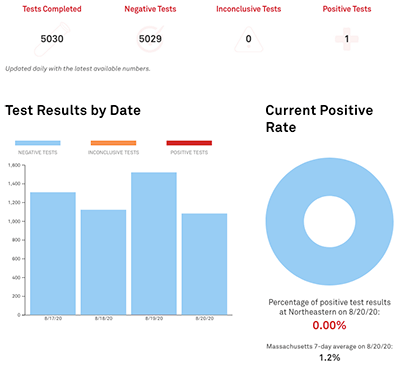 Tests Completed Negative Tests Inconclusive Tests Positive Tests
5030 5029 0 1
Updated daily with the latest available numbers.
Test Results by Date
NEGATIVE TESTS INCONCLUSIVE TESTS POSITIVE TESTS
1,600
1,400
1,200
1,000
800
600
400
200
0
8/17/20 8/18/20 8/19/20 8/20/20
Current Positive
Rate
Percentage of positive test results
at Northeastern on 8/20/20:
0.00%
Massachusetts 7-day average on 8/20/20:
1.2%